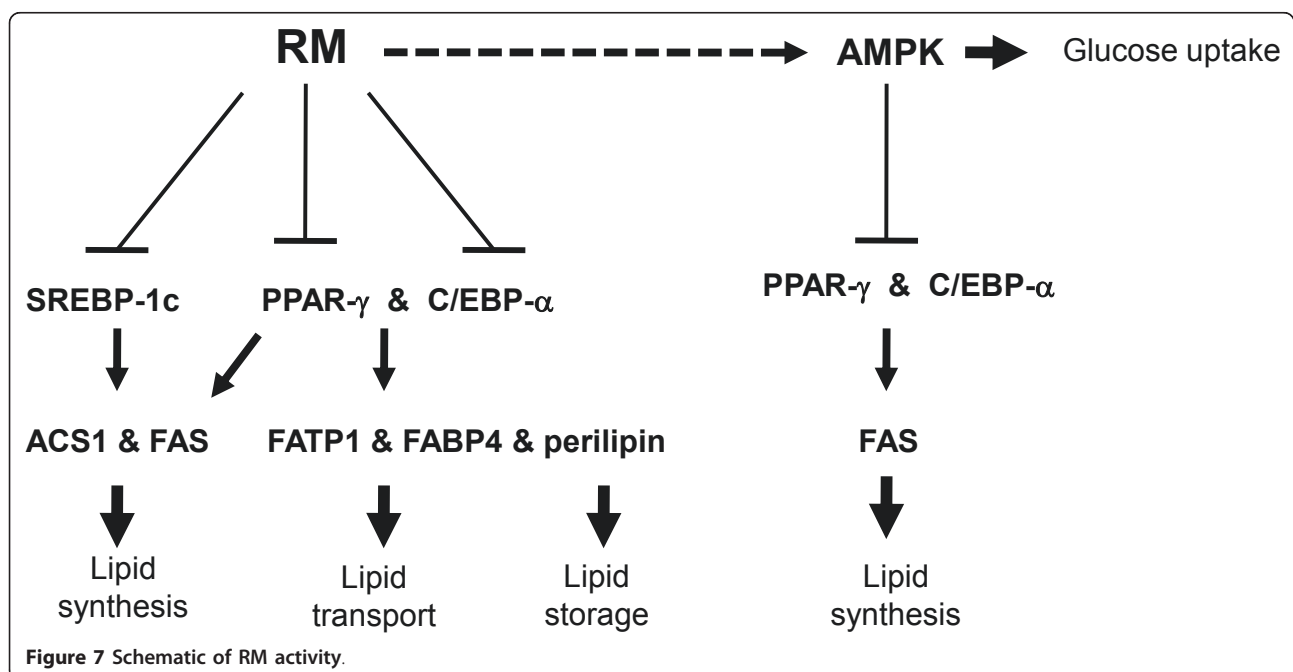 RM AMPK Glucose uptake
SREBP-1c PPAR-γ & C/EBP-α PPAR-γ & C/EBP-α
ACS1 & FAS FATP1 & FABP4 & perilipin FAS
Lipid synthesis
Lipid transport
Lipid storage
Lipid synthesis
Figure 7 Schematic of RM activity.